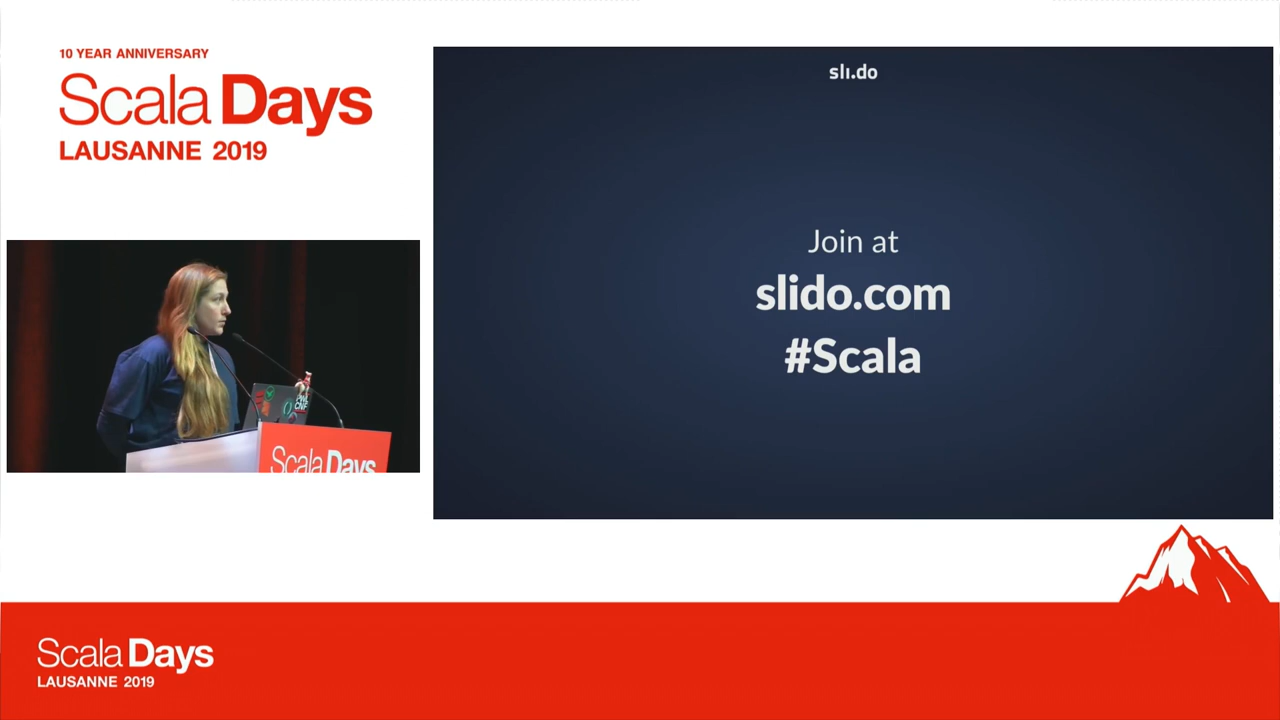 10 YEAR ANNIVERSARY
Scala Days
LAUSANNE 2019
sli.do
Join at
slido.com
#Scala
Scala Days
Scala Days
LAUSANNE 2019